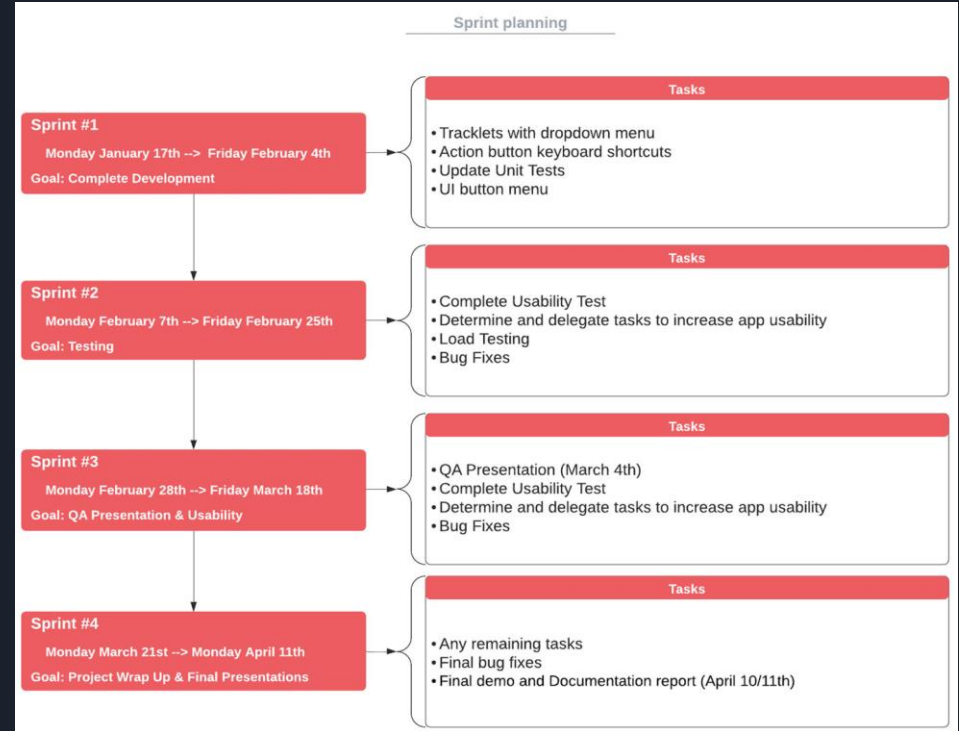 Sprint planning
Sprint #1
Monday January 17th --> Friday February 4th
Goal: Complete Development
Tasks
• Tracklets with dropdown menu
• Action button keyboard shortcuts
• Update Unit Tests
• UI button menu
Sprint #2
Monday February 7th --> Friday February 25th
Goal: Testing
Tasks
• Complete Usability Test
• Determine and delegate tasks to increase app usability
• Load Testing
• Bug Fixes
Sprint #3
Monday February 28th --> Friday March 18th
Goal: QA Presentation & Usability
Tasks
• QA Presentation (March 4th)
• Complete Usability Test
• Determine and delegate tasks to increase app usability
• Bug Fixes
Sprint #4
Monday March 21st --> Monday April 11th
Goal: Project Wrap Up & Final Presentations
Tasks
• Any remaining tasks
• Final bug fixes
• Final demo and Documentation report (April 10/11th)